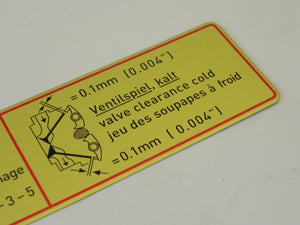 =0.1mm (0.004")
Ventilspiel, kalt
valve clearance cold
jeu des soupapes à froid
=0.1mm (0.004")
-3-5